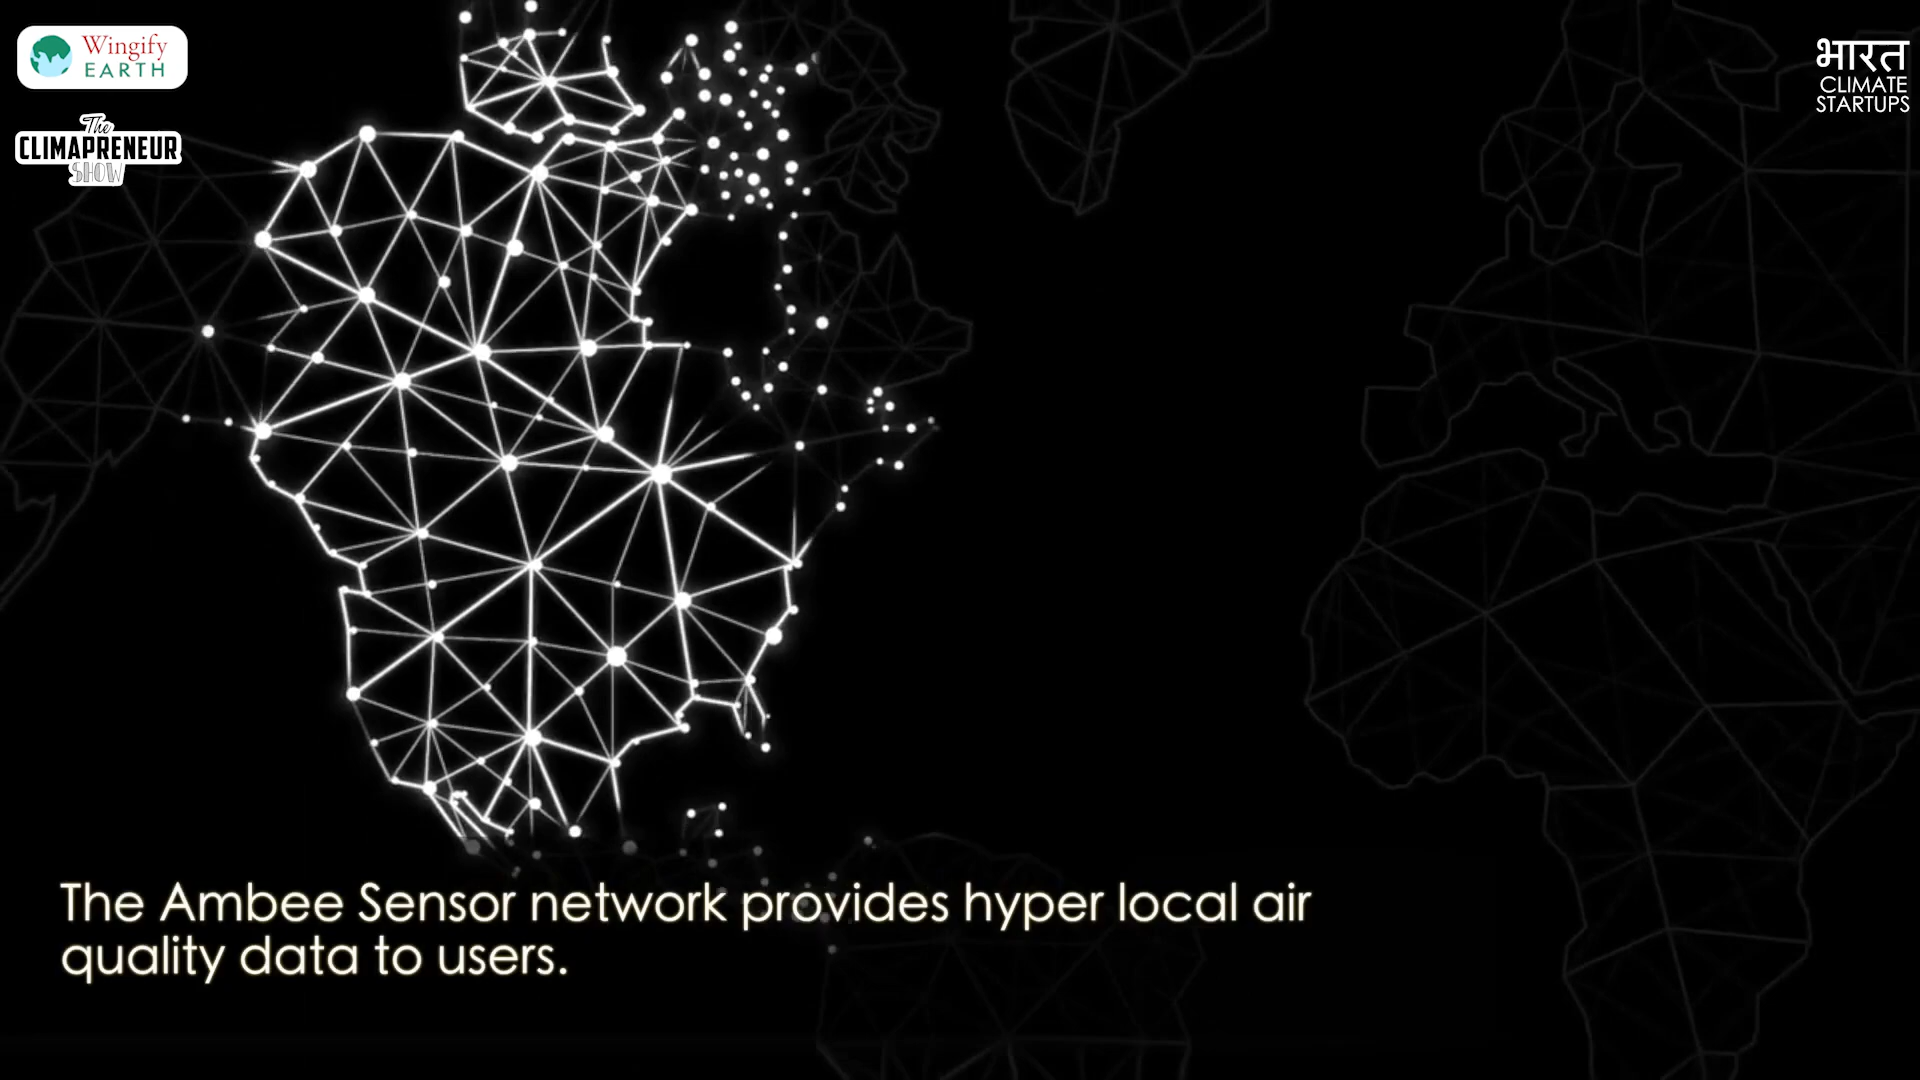 Wingify
EARTH
The
CLIMAPRENEUR
SHOW
भारत
CLIMATE
STARTUPS
The Ambee Sensor network provides hyper local air
quality data to users.